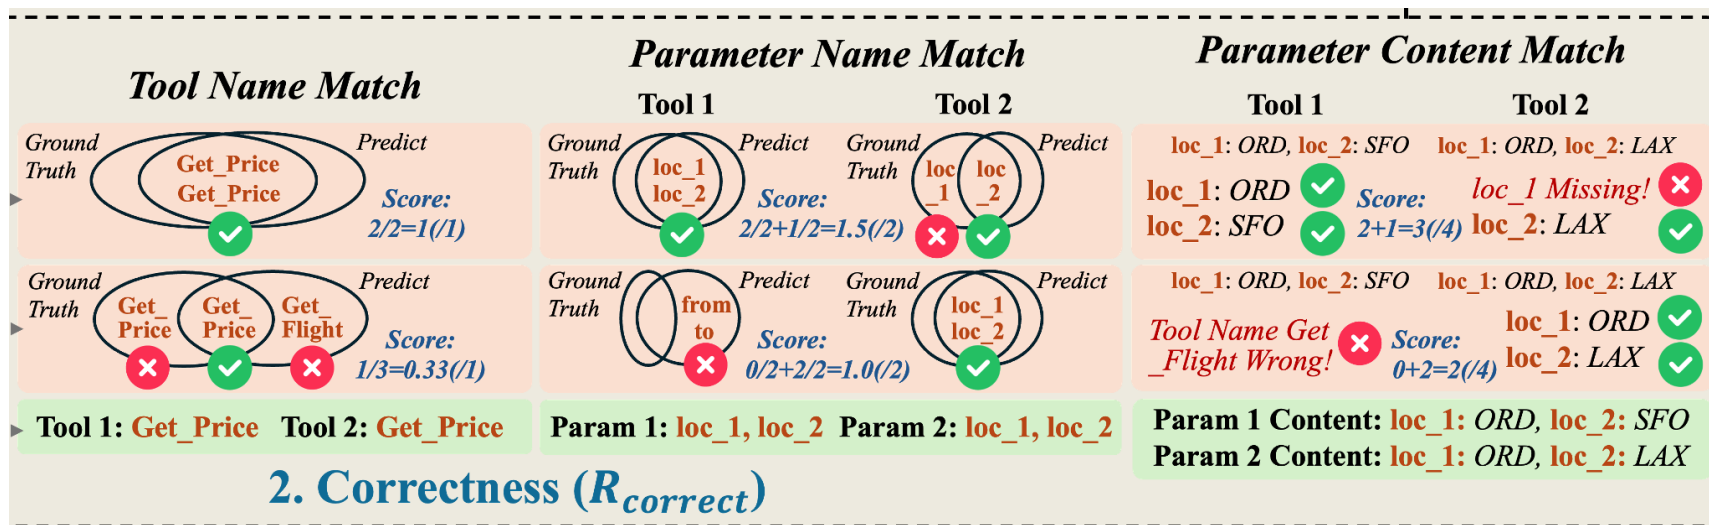 Tool Name Match
Ground Truth
Predict
Get_Price
Get_Price
Score:
2/2=1(/1)
Ground Truth
Predict
Get_Price
Get_Price
Get_Flight
Score:
1/3=0.33(/1)
Tool 1: Get_Price Tool 2: Get_Price
Parameter Name Match
Tool 1
Tool 2
Ground Truth
Predict
loc_1
loc_2
Score:
2/2+1/2=1.5(/2)
Ground Truth
Predict
loc_1
loc_2
Ground Truth
Predict
from
to
Score:
0/2+2/2=1.0(/2)
Ground Truth
Predict
loc_1
loc_2
Param 1: loc_1, loc_2 Param 2: loc_1, loc_2
Parameter Content Match
Tool 1
Tool 2
loc_1: ORD, loc_2: SFO
loc_1: ORD, loc_2: LAX
loc_1: ORD
loc_2: SFO
Score:
2+1=3(/4)
loc_1 Missing!
loc_2: LAX
loc_1: ORD, loc_2: SFO
loc_1: ORD, loc_2: LAX
Tool Name Get
_Flight Wrong!
Score:
0+2=2(/4)
loc_1: ORD
loc_2: LAX
Param 1 Content: loc_1: ORD, loc_2: SFO
Param 2 Content: loc_1: ORD, loc_2: LAX
2. Correctness (R_correct)